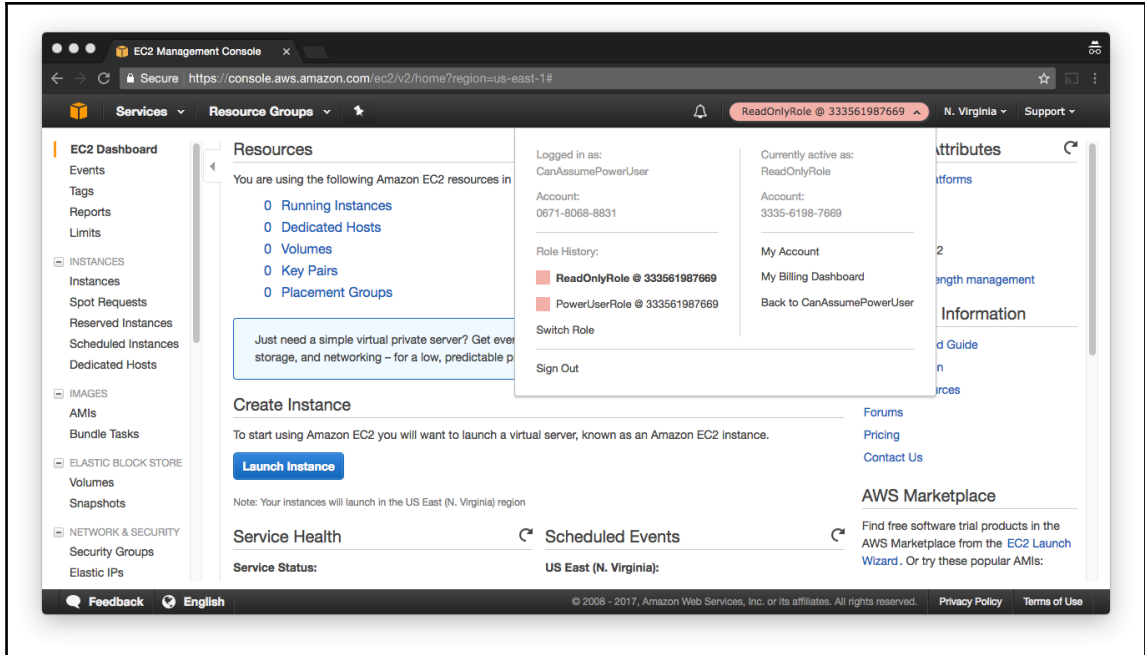 EC2 Management Console
Secure https://console.aws.amazon.com/ec2/v2/home?region=us-east-1#
Services Resource Groups ReadOnlyRole @ 333561987669 N. Virginia Support
EC2 Dashboard
Events
Tags
Reports
Limits
INSTANCES
Instances
Spot Requests
Reserved Instances
Scheduled Instances
Dedicated Hosts
IMAGES
AMIs
Bundle Tasks
ELASTIC BLOCK STORE
Volumes
Snapshots
NETWORK & SECURITY
Security Groups
Elastic IPs
Resources
You are using the following Amazon EC2 resources in
0 Running Instances
0 Dedicated Hosts
0 Volumes
0 Key Pairs
0 Placement Groups
Just need a simple virtual private server? Get ever
storage, and networking – for a low, predictable p
Create Instance
To start using Amazon EC2 you will want to launch a virtual server, known as an Amazon EC2 instance.
Launch Instance
Note: Your instances will launch in the US East (N. Virginia) region
Service Health
Service Status:
Scheduled Events
US East (N. Virginia):
Logged in as:
CanAssumePowerUser
Account:
0671-8068-8831
Role History:
ReadOnlyRole @ 333561987669
PowerUserRole @ 333561987669
Switch Role
Currently active as:
ReadOnlyRole
Account:
3335-6198-7669
My Account
My Billing Dashboard
Back to CanAssumePowerUser
Sign Out
ttributes
tforms
2
ength management
Information
d Guide
n
rces
Forums
Pricing
Contact Us
AWS Marketplace
Find free software trial products in the
AWS Marketplace from the EC2 Launch
Wizard. Or try these popular AMIs:
Feedback English © 2008 - 2017, Amazon Web Services, Inc. or its affiliates. All rights reserved. Privacy Policy Terms of Use